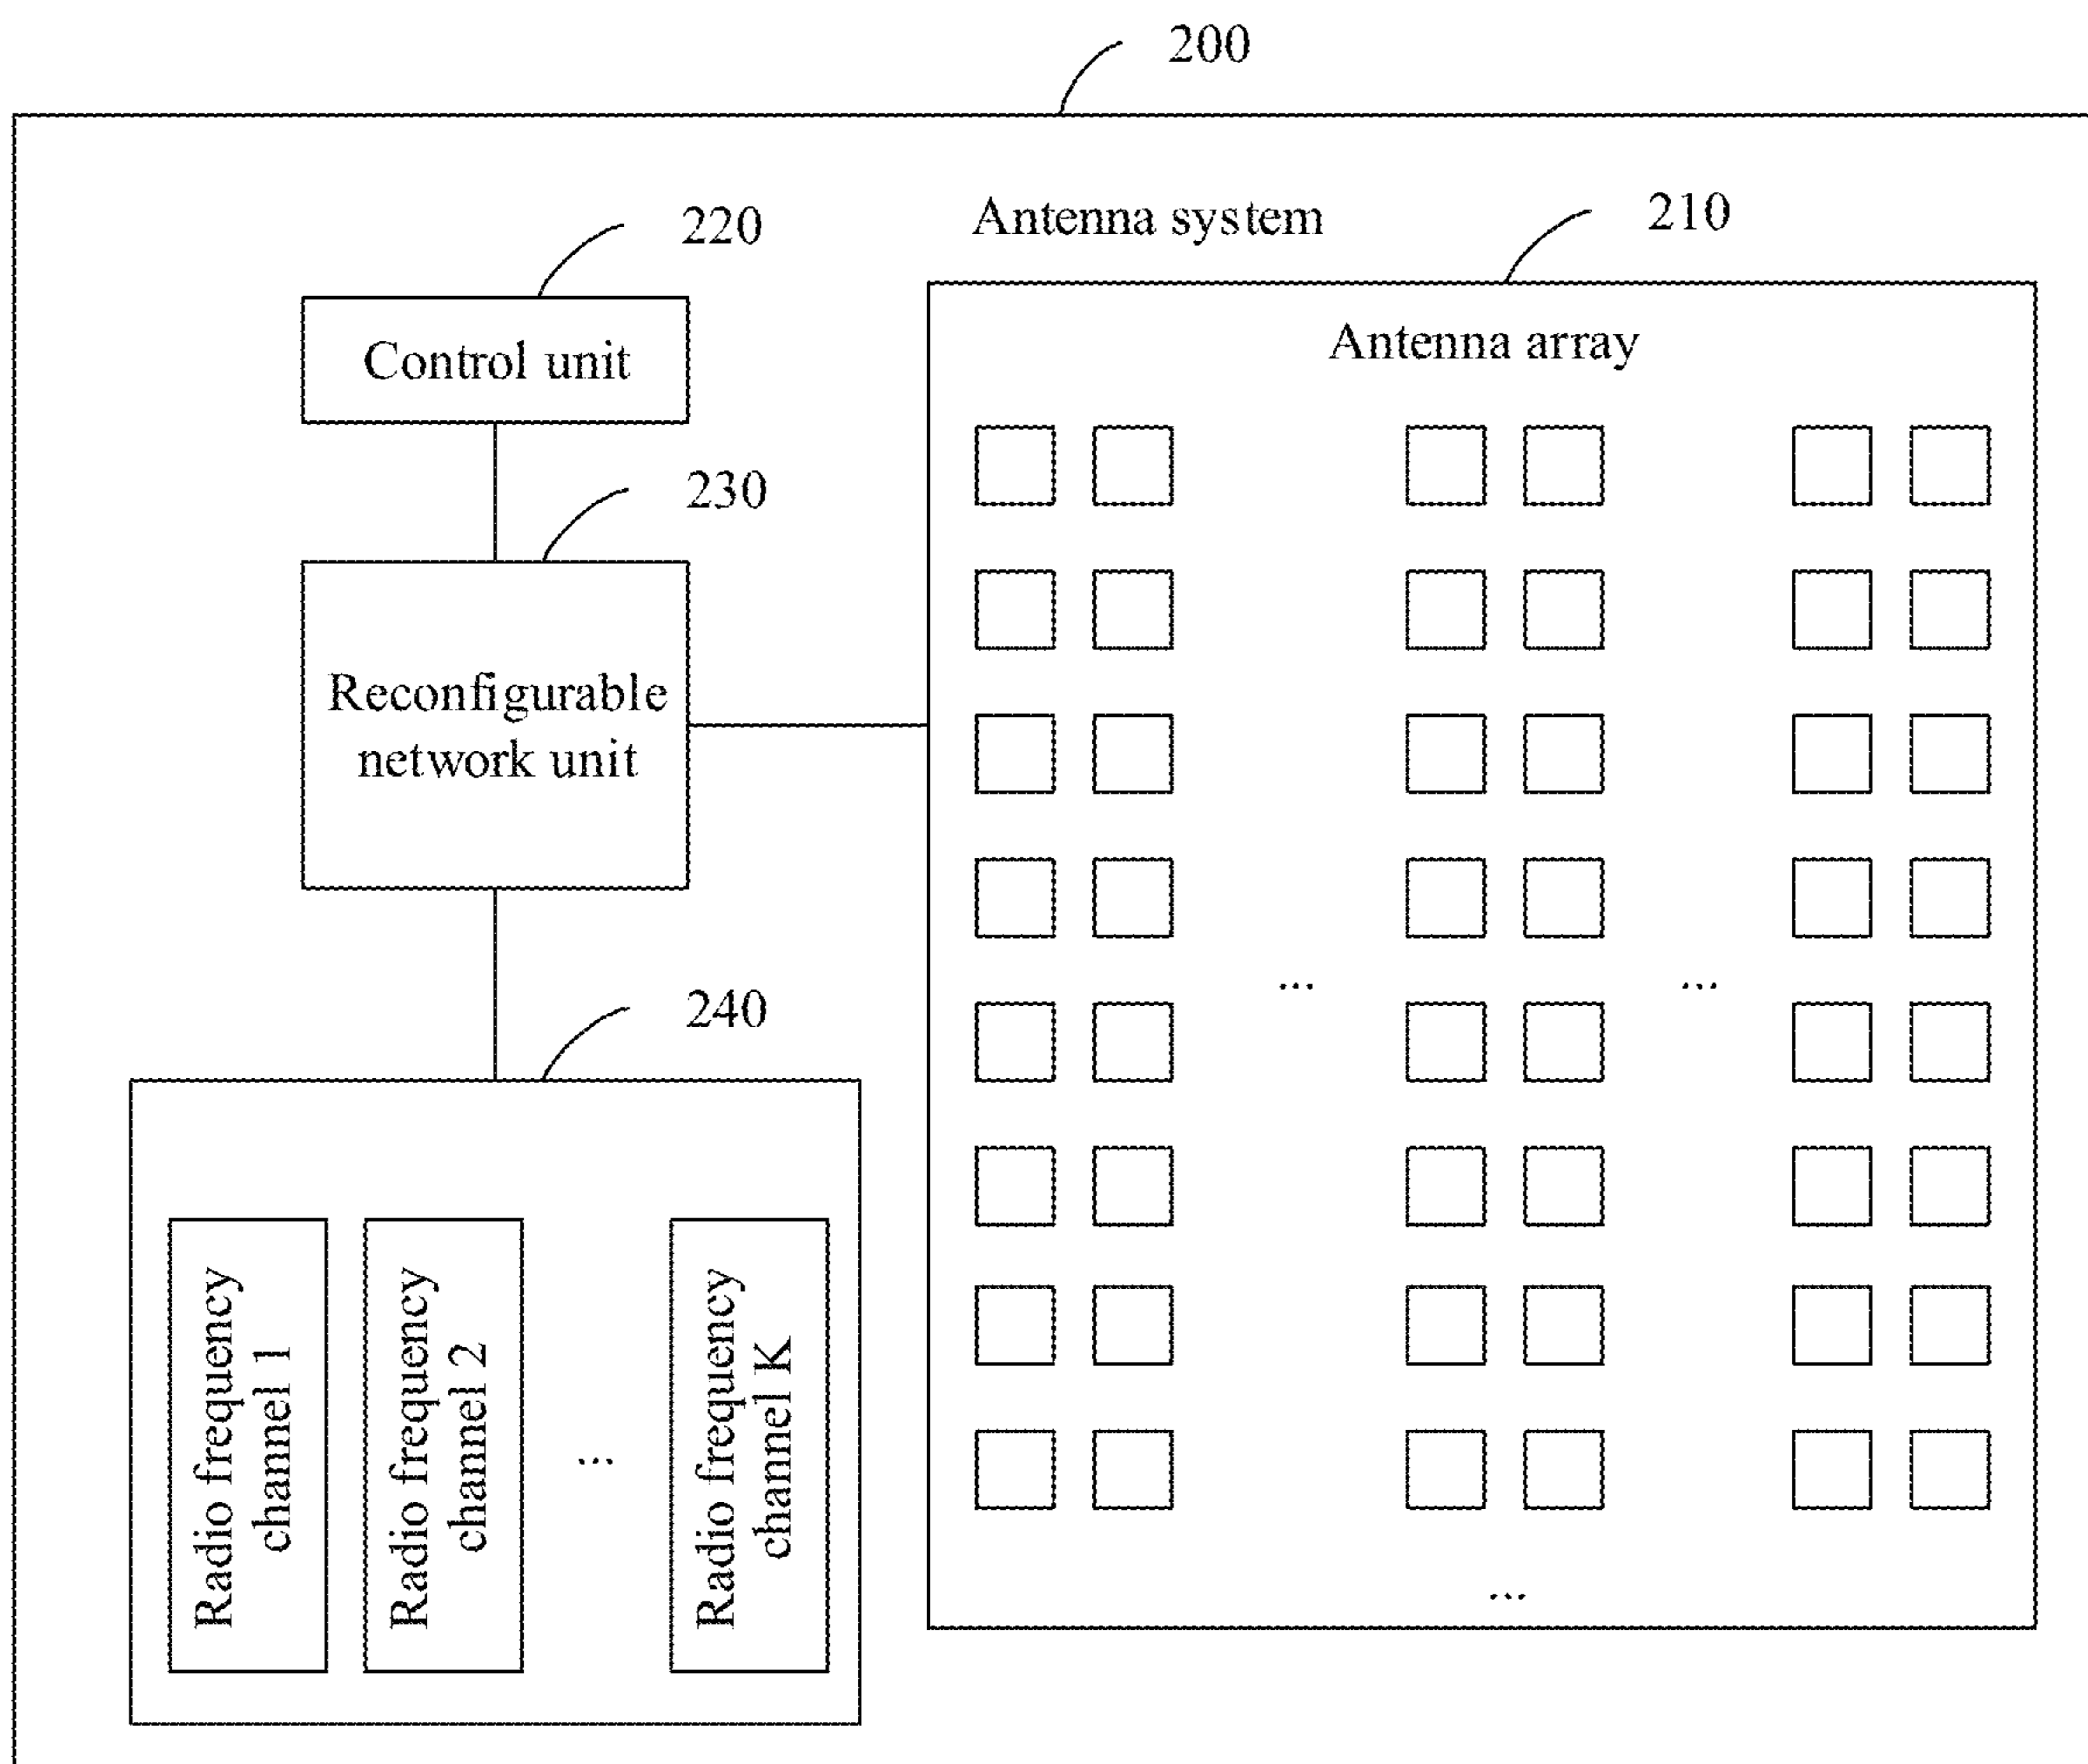 200
Antenna system
210
220
Control unit
230
Reconfigurable
network unit
240
Radio frequency
channel 1
Radio frequency
channel 2
...
Radio frequency
channel K
Antenna array
...
...
...